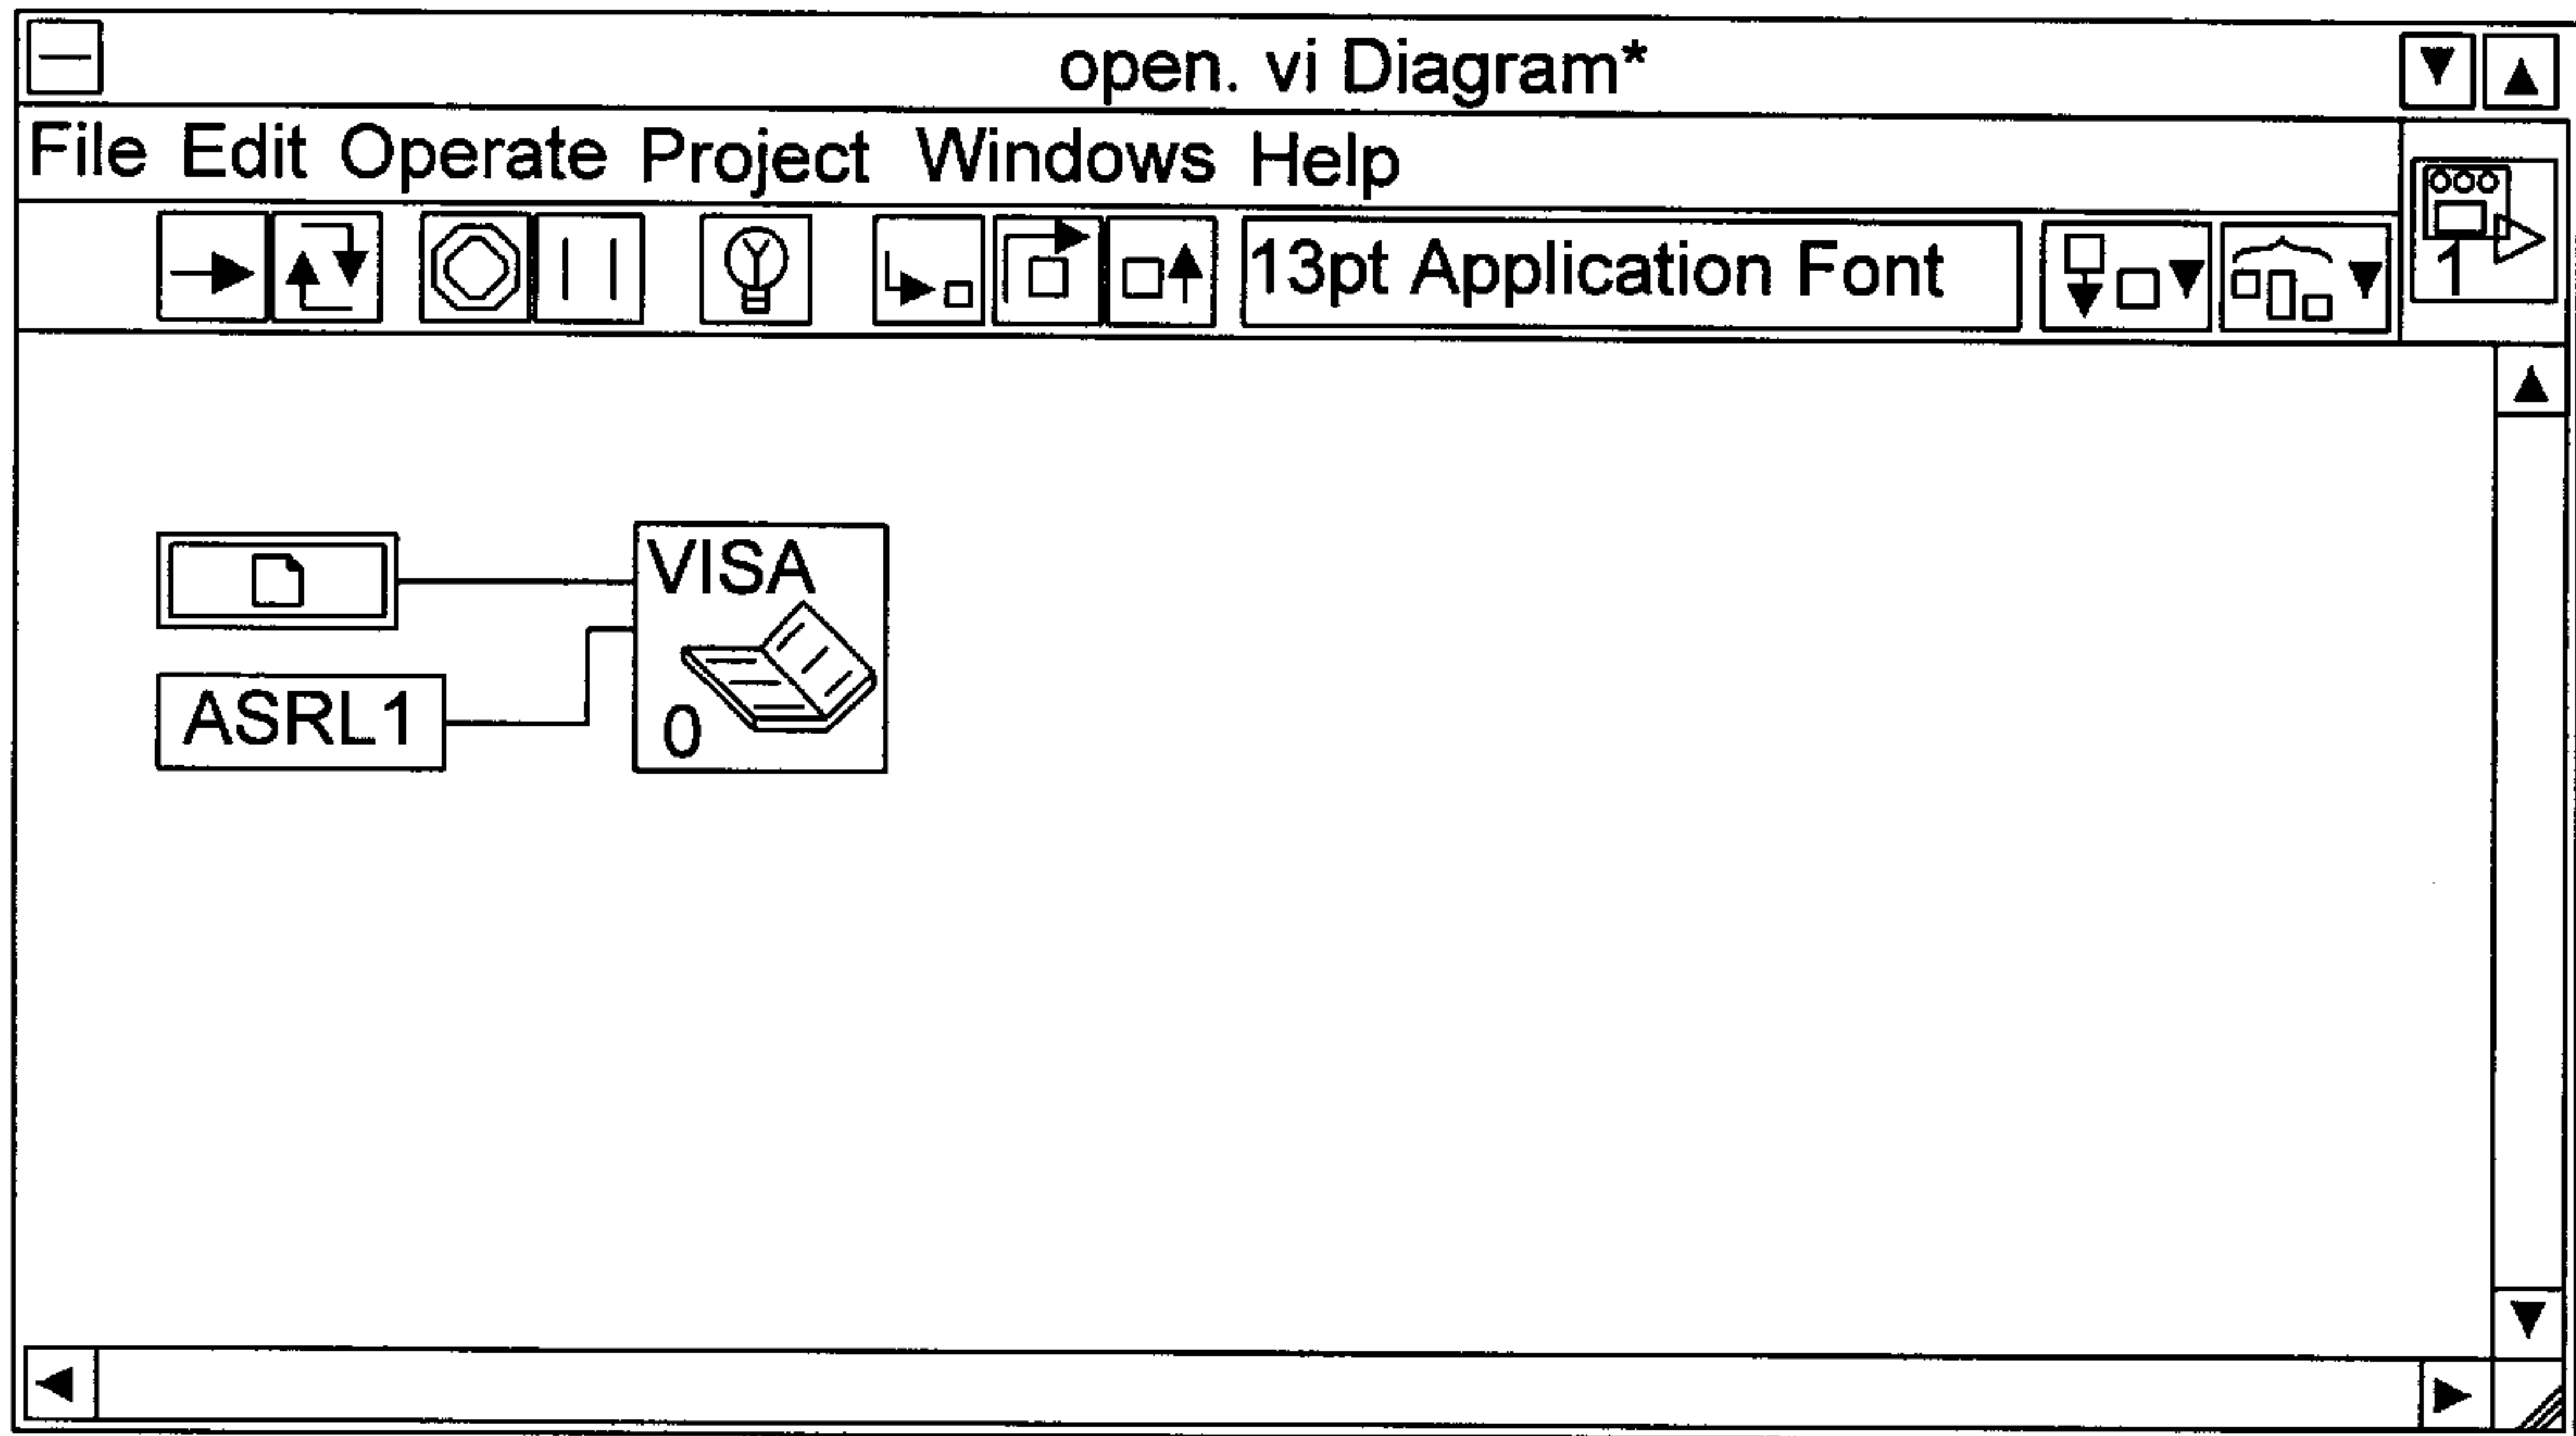 open. vi Diagram*
File Edit Operate Project Windows Help
13pt Application Font
1
VISA
0
ASRL1